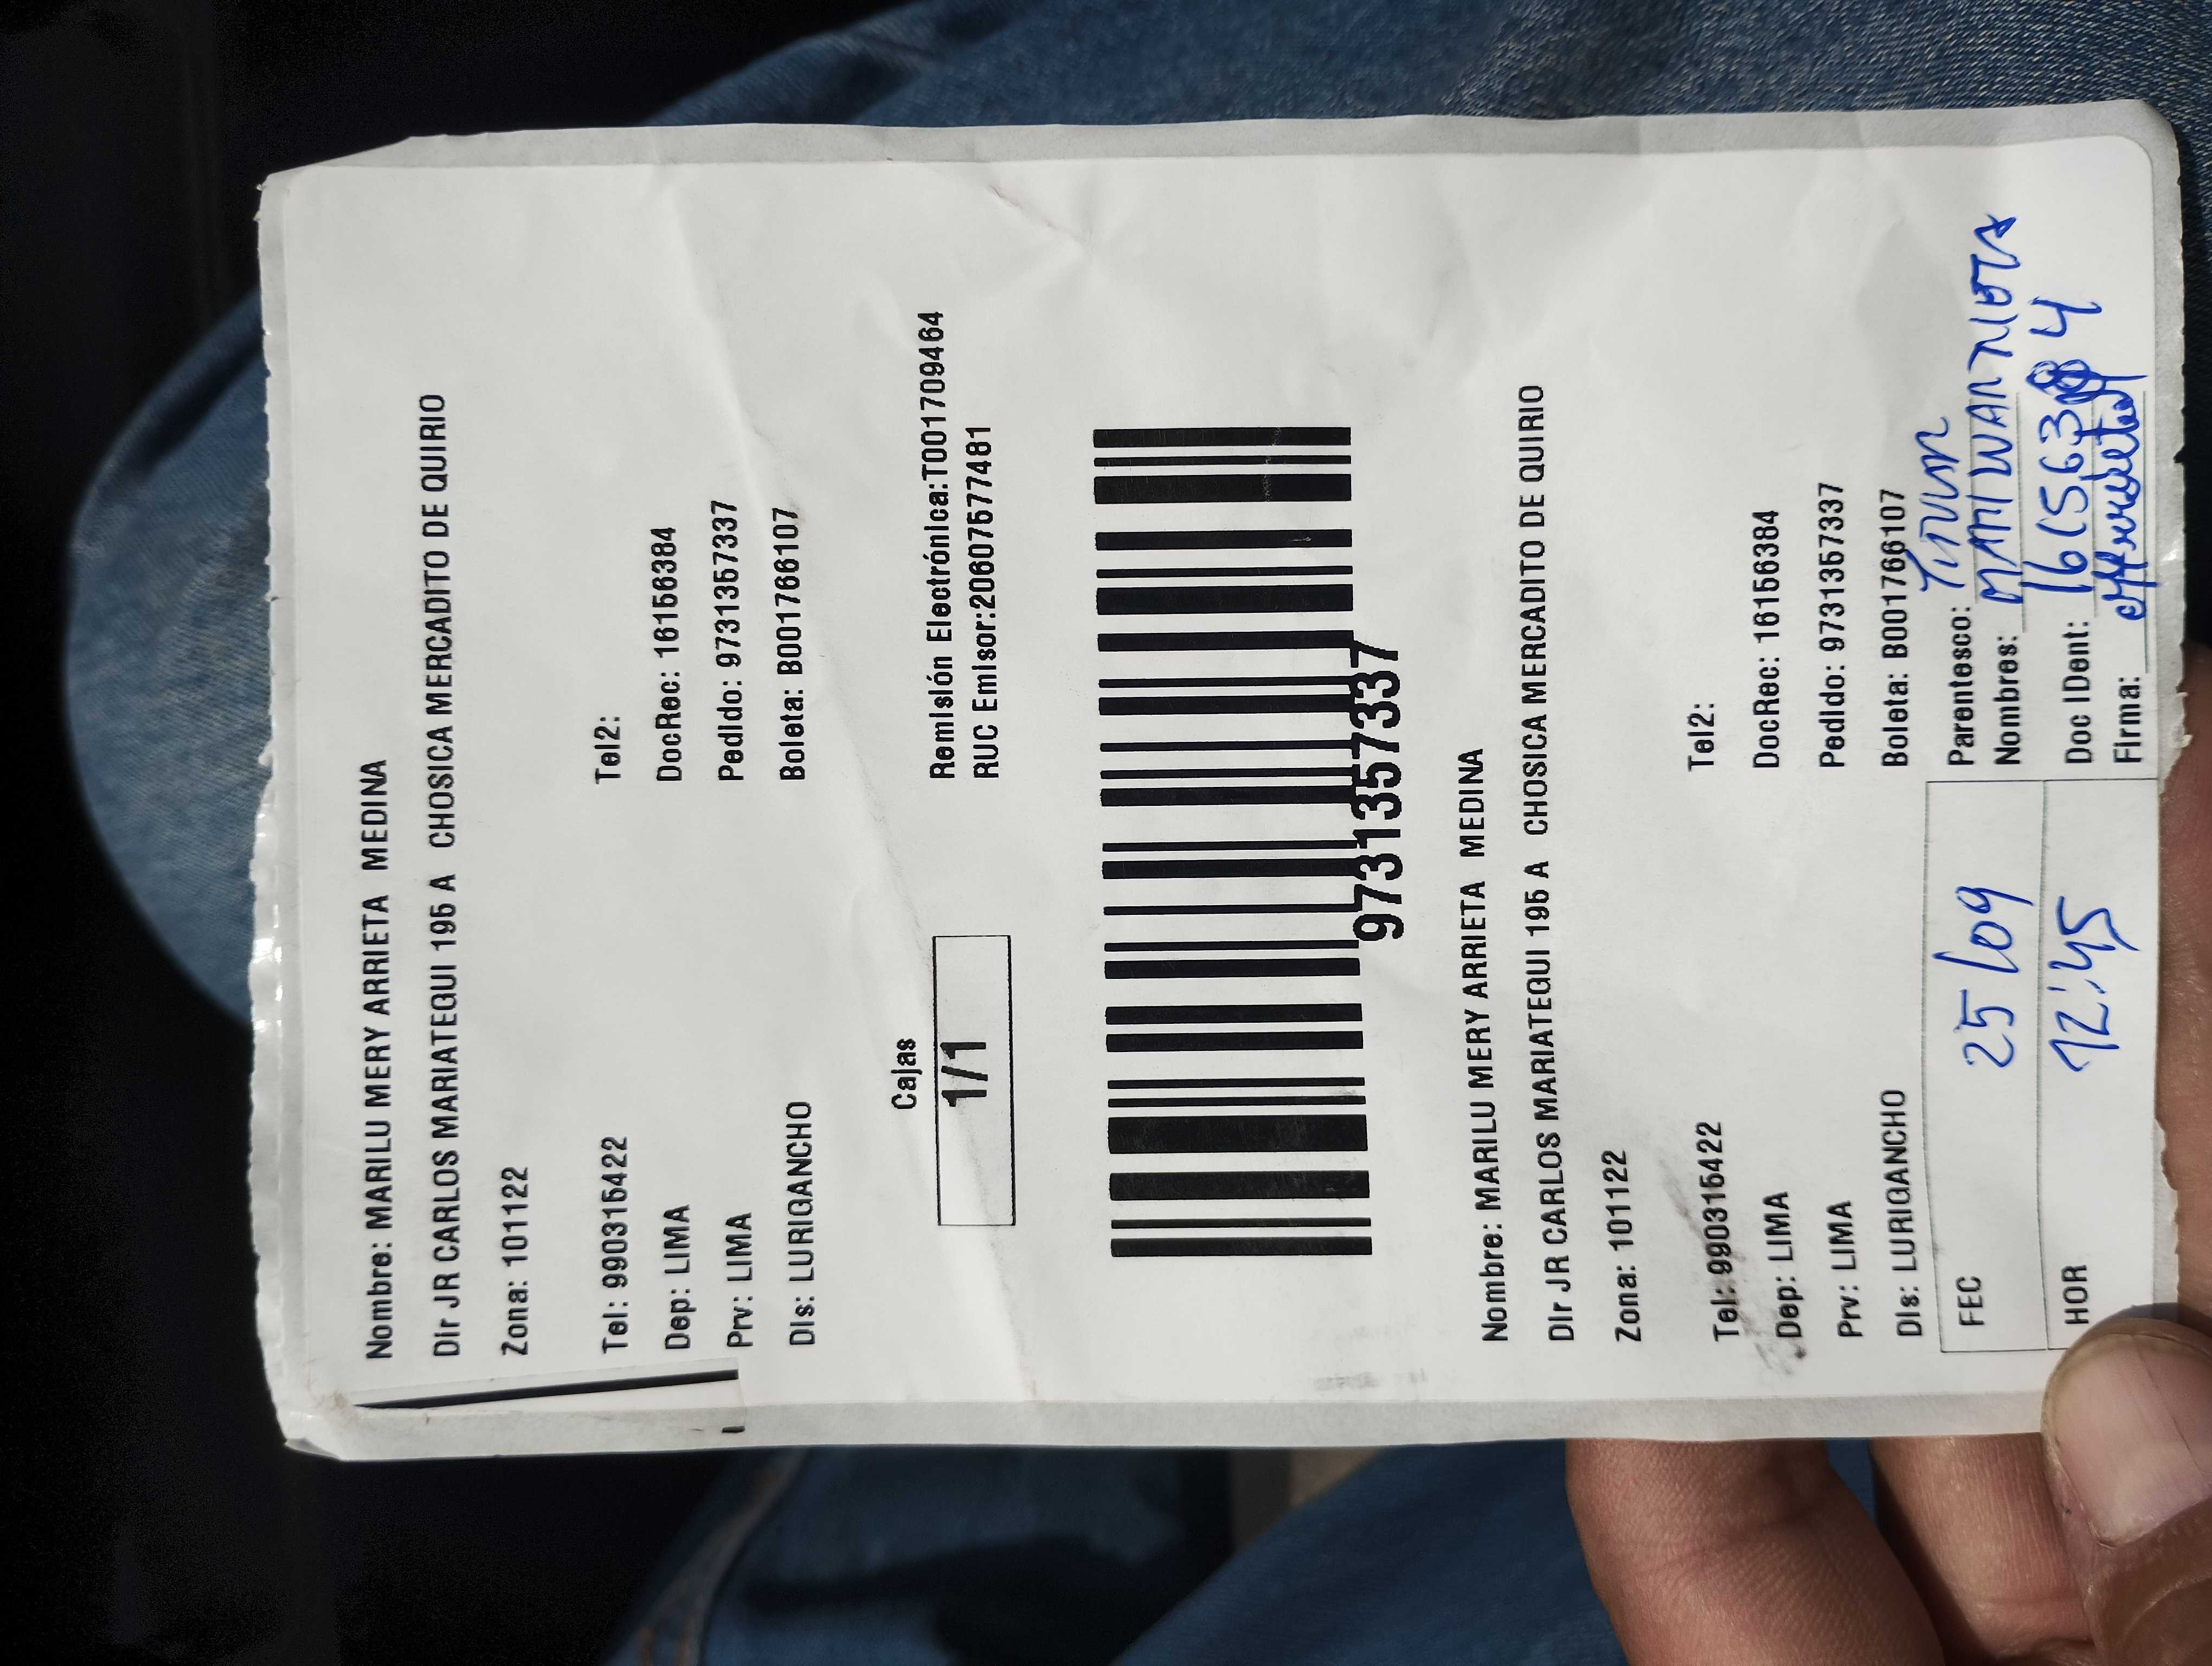 Nombre: MARILU MERY ARRIETA MEDINA
Dir JR CARLOS MARIATEGUI 195 A CHOSICA MERCADITO DE QUIRIO
Zona: 101122
Tel: 990315422 Tel2:
Dep: LIMA DocRec: 16156384
Prv: LIMA Pedido: 97313​57337
Dis: LURIGANCHO Boleta: B001766107
Cajas
1/1
Remisión Electrónica:T001709464
RUC Emisor:20607577481
9731357337
Nombre: MARILU MERY ARRIETA MEDINA
Dir JR CARLOS MARIATEGUI 195 A CHOSICA MERCADITO DE QUIRIO
Zona: 101122
Tel: 990315422 Tel2:
Dep: LIMA DocRec: 16156384
Prv: LIMA Pedido: 9731357337
Dis: LURIGANCHO Boleta: B001766107
FEC 25/09
HOR 12:45
Parentesco:
Nombres:
Doc IDent:
Firma: